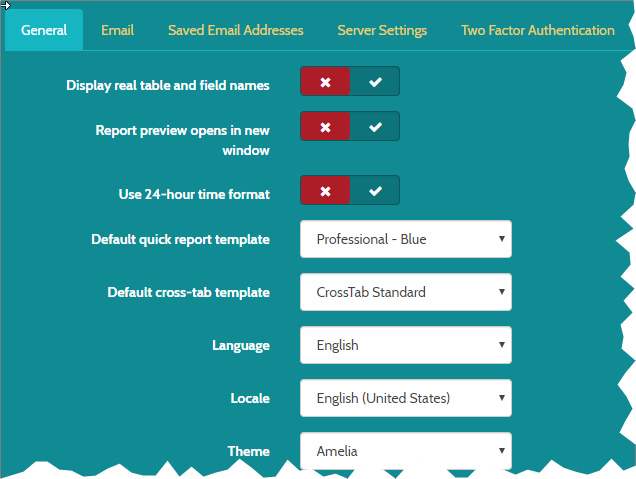 General Email Saved Email Addresses Server Settings Two Factor Authentication
Display real table and field names
Report preview opens in new
window
Use 24-hour time format
Default quick report template Professional - Blue
Default cross-tab template CrossTab Standard
Language English
Locale English (United States)
Theme Amelia